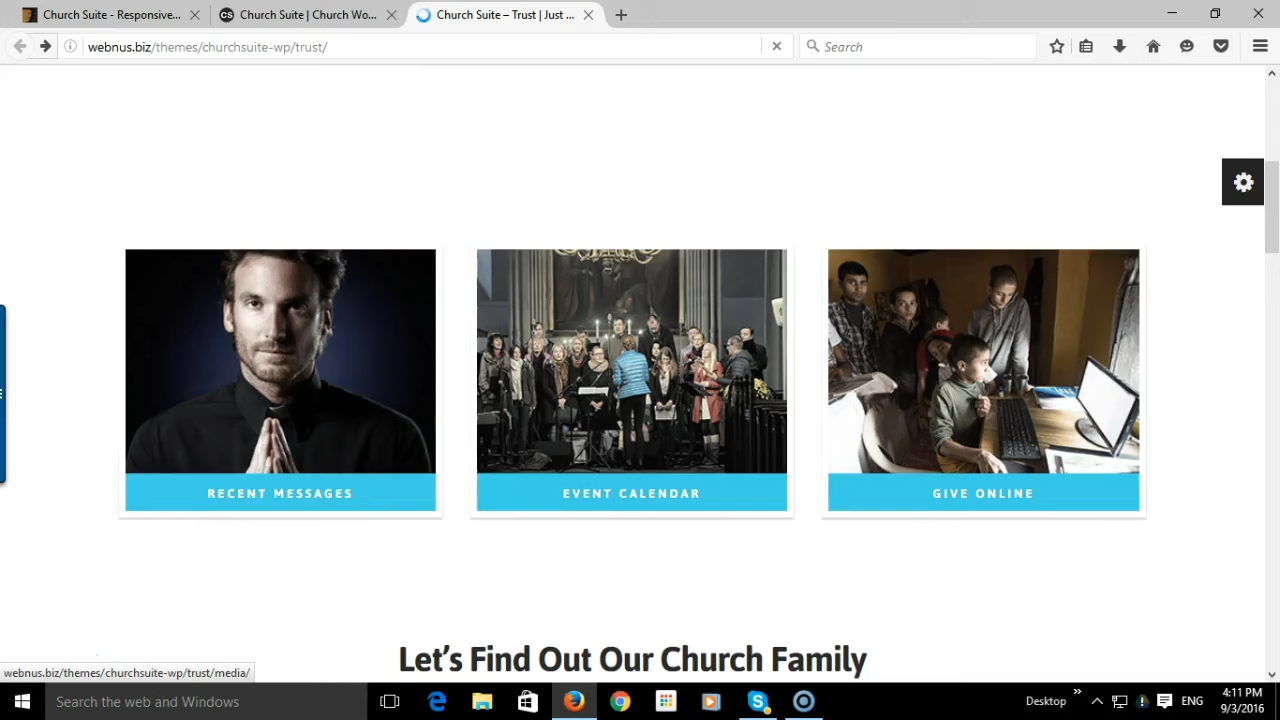 Church Suite - Responsive...
Church Suite | Church Wo...
Church Suite – Trust | Just ...
webnus.biz/themes/churchsuite-wp/trust/
Search
RECENT MESSAGES
EVENT CALENDAR
GIVE ONLINE
Let's Find Out Our Church Family
webnus.biz/themes/churchsuite-wp/trust/media/
Search the web and Windows
Desktop
ENG
4:11 PM
9/3/2016